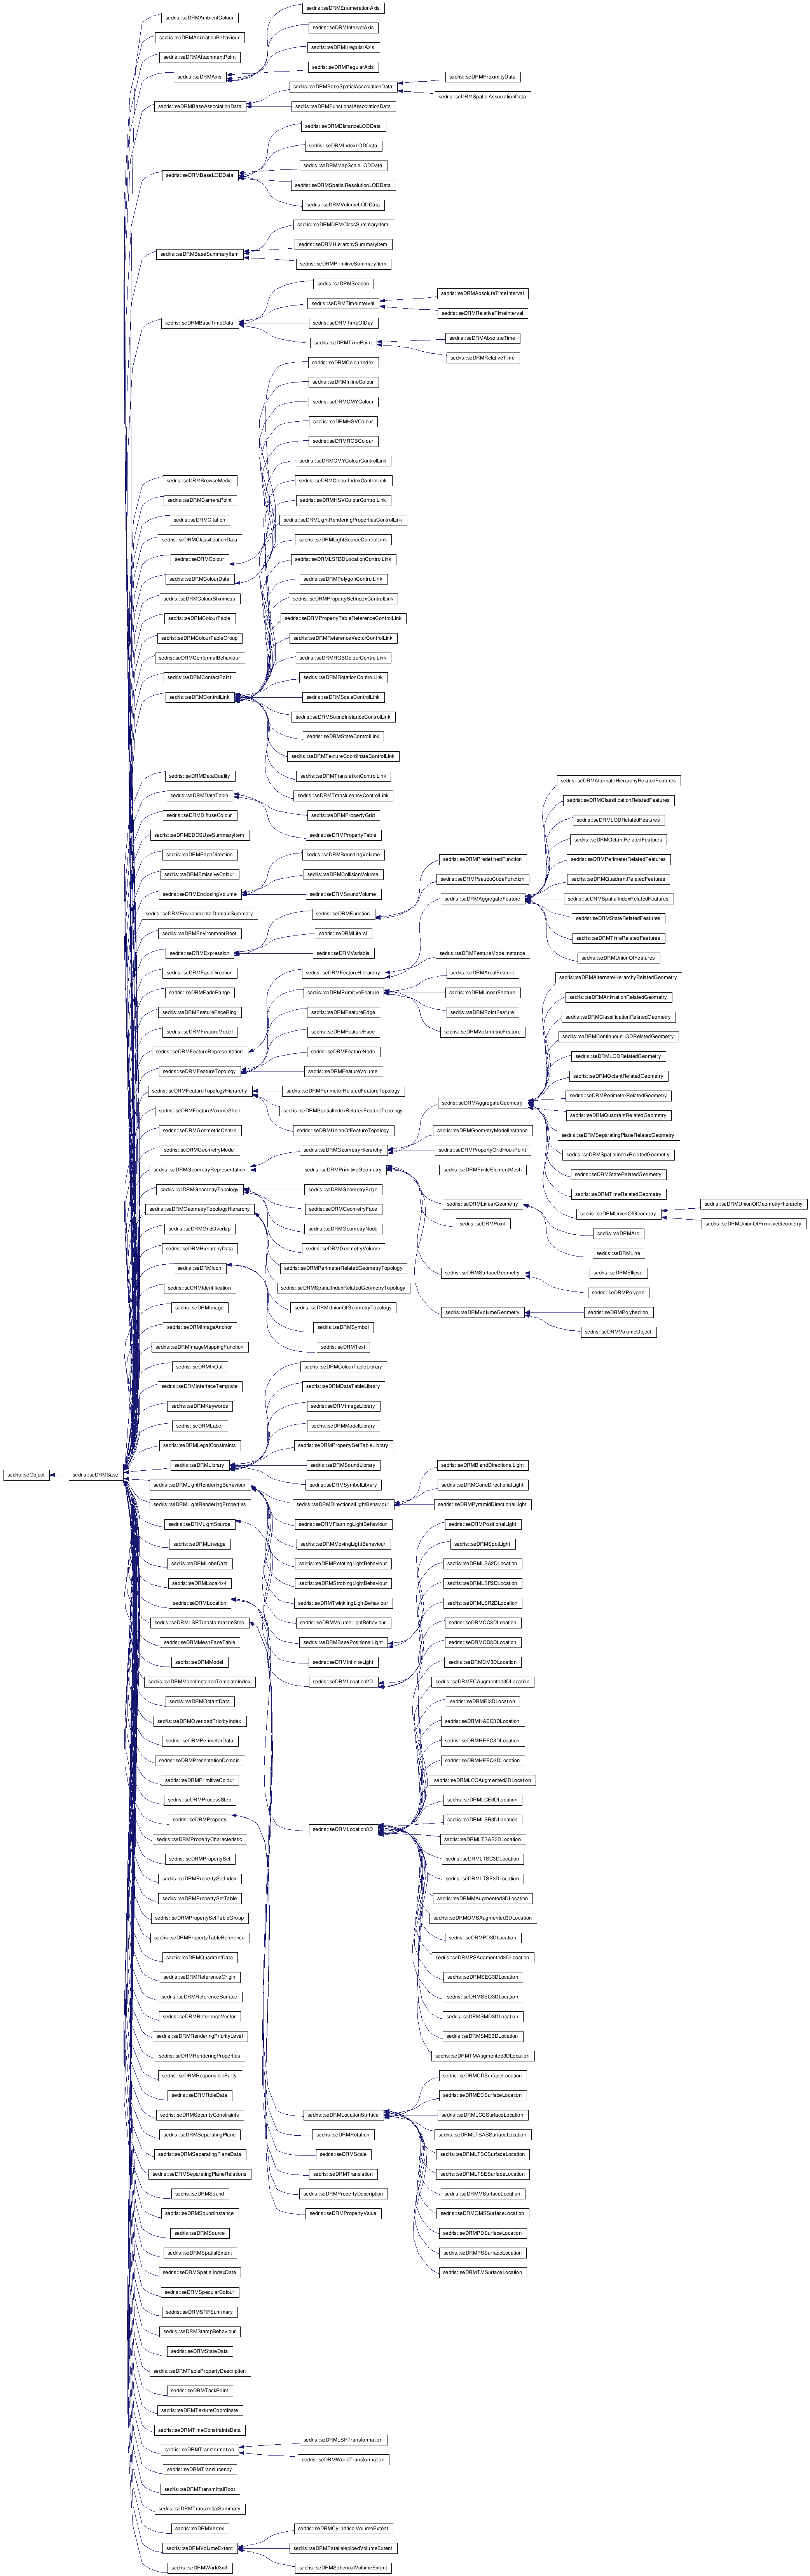 sedris::seDRMEnumerationAxis
sedris::seDRMAmbientColour
sedris::seDRMIntervalAxis
sedris::seDRMAnimationBehaviour
sedris::seDRMIrregularAxis
sedris::seDRMAttachmentPoint
sedris::seDRMRegularAxis
sedris::seDRMAxis
sedris::seDRMProximityData
sedris::seDRMBaseSpatialAssociationData
sedris::seDRMSpatialAssociationData
sedris::seDRMBaseAssociationData
sedris::seDRMFunctionalAssociationData
sedris::seDRMDistanceLODData
sedris::seDRMIndexLODData
sedris::seDRMMapScaleLODData
sedris::seDRMBaseLODData
sedris::seDRMSpatialResolutionLODData
sedris::seDRMVolumeLODData
sedris::seDRMDRMClassSummaryItem
sedris::seDRMHierarchySummaryItem
sedris::seDRMBaseSummaryItem
sedris::seDRMPrimitiveSummaryItem
sedris::seDRMSeason
sedris::seDRMAbsoluteTimeInterval
sedris::seDRMTimeInterval
sedris::seDRMRelativeTimeInterval
sedris::seDRMBaseTimeData
sedris::seDRMTimeOfDay
sedris::seDRMAbsoluteTime
sedris::seDRMTimePoint
sedris::seDRMRelativeTime
sedris::seDRMColourIndex
sedris::seDRMInlineColour
sedris::seDRMCMYColour
sedris::seDRMHSVColour
sedris::seDRMRGBColour
sedris::seDRMCMYColourControlLink
sedris::seDRMBrowseMedia
sedris::seDRMColourIndexControlLink
sedris::seDRMCameraPoint
sedris::seDRMHSVColourControlLink
sedris::seDRMCitation
sedris::seDRMLightRenderingPropertiesControlLink
sedris::seDRMClassificationData
sedris::seDRMLightSourceControlLink
sedris::seDRMColour
sedris::seDRMLSR3DLocationControlLink
sedris::seDRMColourData
sedris::seDRMPolygonControlLink
sedris::seDRMColourShininess
sedris::seDRMPropertySetIndexControlLink
sedris::seDRMColourTable
sedris::seDRMPropertyTableReferenceControlLink
sedris::seDRMColourTableGroup
sedris::seDRMReferenceVectorControlLink
sedris::seDRMConformalBehaviour
sedris::seDRMRGBColourControlLink
sedris::seDRMContactPoint
sedris::seDRMRotationControlLink
sedris::seDRMControlLink
sedris::seDRMScaleControlLink
sedris::seDRMSoundInstanceControlLink
sedris::seDRMStateControlLink
sedris::seDRMTextureCoordinateControlLink
sedris::seDRMDataQuality
sedris::seDRMTranslationControlLink
sedris::seDRMAlternateHierarchyRelatedFeatures
sedris::seDRMDataTable
sedris::seDRMTranslucencyControlLink
sedris::seDRMClassificationRelatedFeatures
sedris::seDRMDiffuseColour
sedris::seDRMPropertyGrid
sedris::seDRMLODRelatedFeatures
sedris::seDRMEDCSUseSummaryItem
sedris::seDRMPropertyTable
sedris::seDRMOctantRelatedFeatures
sedris::seDRMEdgeDirection
sedris::seDRMBoundingVolume
sedris::seDRMPredefinedFunction
sedris::seDRMPerimeterRelatedFeatures
sedris::seDRMEmissiveColour
sedris::seDRMCollisionVolume
sedris::seDRMPseudoCodeFunction
sedris::seDRMQuadrantRelatedFeatures
sedris::seDRMEnclosingVolume
sedris::seDRMSoundVolume
sedris::seDRMAggregateFeature
sedris::seDRMSpatialIndexRelatedFeatures
sedris::seDRMEnvironmentalDomainSummary
sedris::seDRMFunction
sedris::seDRMStateRelatedFeatures
sedris::seDRMEnvironmentRoot
sedris::seDRMLiteral
sedris::seDRMTimeRelatedFeatures
sedris::seDRMExpression
sedris::seDRMVariable
sedris::seDRMFeatureModelInstance
sedris::seDRMUnionOfFeatures
sedris::seDRMFaceDirection
sedris::seDRMFeatureHierarchy
sedris::seDRMArealFeature
sedris::seDRMAlternateHierarchyRelatedGeometry
sedris::seDRMFadeRange
sedris::seDRMPrimitiveFeature
sedris::seDRMLinearFeature
sedris::seDRMAnimationRelatedGeometry
sedris::seDRMFeatureFaceRing
sedris::seDRMFeatureEdge
sedris::seDRMPointFeature
sedris::seDRMClassificationRelatedGeometry
sedris::seDRMFeatureModel
sedris::seDRMFeatureFace
sedris::seDRMVolumetricFeature
sedris::seDRMContinuousLODRelatedGeometry
sedris::seDRMFeatureRepresentation
sedris::seDRMFeatureNode
sedris::seDRMLODRelatedGeometry
sedris::seDRMFeatureTopology
sedris::seDRMFeatureVolume
sedris::seDRMOctantRelatedGeometry
sedris::seDRMFeatureTopologyHierarchy
sedris::seDRMPerimeterRelatedFeatureTopology
sedris::seDRMAggregateGeometry
sedris::seDRMPerimeterRelatedGeometry
sedris::seDRMFeatureVolumeShell
sedris::seDRMSpatialIndexRelatedFeatureTopology
sedris::seDRMQuadrantRelatedGeometry
sedris::seDRMGeometricCentre
sedris::seDRMUnionOfFeatureTopology
sedris::seDRMGeometryModelInstance
sedris::seDRMSeparatingPlaneRelatedGeometry
sedris::seDRMGeometryModel
sedris::seDRMGeometryHierarchy
sedris::seDRMPropertyGridHookPoint
sedris::seDRMSpatialIndexRelatedGeometry
sedris::seDRMGeometryRepresentation
sedris::seDRMPrimitiveGeometry
sedris::seDRMFiniteElementMesh
sedris::seDRMStateRelatedGeometry
sedris::seDRMGeometryTopology
sedris::seDRMGeometryEdge
sedris::seDRMTimeRelatedGeometry
sedris::seDRMGeometryTopologyHierarchy
sedris::seDRMGeometryFace
sedris::seDRMLinearGeometry
sedris::seDRMUnionOfGeometry
sedris::seDRMUnionOfGeometryHierarchy
sedris::seDRMUnionOfPrimitiveGeometry
sedris::seDRMGridOverlap
sedris::seDRMGeometryNode
sedris::seDRMPoint
sedris::seDRMArc
sedris::seDRMHierarchyData
sedris::seDRMGeometryVolume
sedris::seDRMLine
sedris::seDRMIcon
sedris::seDRMPerimeterRelatedGeometryTopology
sedris::seDRMSurfaceGeometry
sedris::seDRMEllipse
sedris::seDRMIdentification
sedris::seDRMSpatialIndexRelatedGeometryTopology
sedris::seDRMPolygon
sedris::seDRMImage
sedris::seDRMUnionOfGeometryTopology
sedris::seDRMVolumeGeometry
sedris::seDRMPolyhedron
sedris::seDRMImageAnchor
sedris::seDRMSymbol
sedris::seDRMVolumeObject
sedris::seDRMImageMappingFunction
sedris::seDRMText
sedris::seDRMInOut
sedris::seDRMColourTableLibrary
sedris::seDRMInterfaceTemplate
sedris::seDRMDataTableLibrary
sedris::seDRMKeywords
sedris::seDRMImageLibrary
sedris::seDRMLabel
sedris::seDRMModelLibrary
sedris::seDRMLegalConstraints
sedris::seDRMPropertySetTableLibrary
sedris::seDRMLibrary
sedris::seDRMSoundLibrary
sedris::seDRMBlendDirectionalLight
sedris::seObject
sedris::seDRMBase
sedris::seDRMLightRenderingBehaviour
sedris::seDRMSymbolLibrary
sedris::seDRMConeDirectionalLight
sedris::seDRMLightRenderingProperties
sedris::seDRMDirectionalLightBehaviour
sedris::seDRMPyramidDirectionalLight
sedris::seDRMLightSource
sedris::seDRMFlashingLightBehaviour
sedris::seDRMPositionalLight
sedris::seDRMLineage
sedris::seDRMMovingLightBehaviour
sedris::seDRMSpotLight
sedris::seDRMLobeData
sedris::seDRMRotatingLightBehaviour
sedris::seDRMLSA2DLocation
sedris::seDRMLocal4x4
sedris::seDRMStrobingLightBehaviour
sedris::seDRMLSP2DLocation
sedris::seDRMLocation
sedris::seDRMTwinklingLightBehaviour
sedris::seDRMLSR2DLocation
sedris::seDRMLSRTransformationStep
sedris::seDRMVolumeLightBehaviour
sedris::seDRMCC3DLocation
sedris::seDRMMeshFaceTable
sedris::seDRMBasePositionalLight
sedris::seDRMCD3DLocation
sedris::seDRMModel
sedris::seDRMInfiniteLight
sedris::seDRMCM3DLocation
sedris::seDRMModelInstanceTemplateIndex
sedris::seDRMLocation2D
sedris::seDRMECAugmented3DLocation
sedris::seDRMOctantData
sedris::seDRMEI3DLocation
sedris::seDRMOverloadPriorityIndex
sedris::seDRMHAEC3DLocation
sedris::seDRMPerimeterData
sedris::seDRMHEEC3DLocation
sedris::seDRMPresentationDomain
sedris::seDRMHEEQ3DLocation
sedris::seDRMPrimitiveColour
sedris::seDRMLCCAugmented3DLocation
sedris::seDRMProcessStep
sedris::seDRMLCE3DLocation
sedris::seDRMProperty
sedris::seDRMLSR3DLocation
sedris::seDRMLocation3D
sedris::seDRMPropertyCharacteristic
sedris::seDRMLTSAS3DLocation
sedris::seDRMPropertySet
sedris::seDRMLTSC3DLocation
sedris::seDRMPropertySetIndex
sedris::seDRMLTSE3DLocation
sedris::seDRMPropertySetTable
sedris::seDRMMAugmented3DLocation
sedris::seDRMPropertySetTableGroup
sedris::seDRMOMSAugmented3DLocation
sedris::seDRMPropertyTableReference
sedris::seDRMPD3DLocation
sedris::seDRMQuadrantData
sedris::seDRMPSAugmented3DLocation
sedris::seDRMReferenceOrigin
sedris::seDRMSEC3DLocation
sedris::seDRMReferenceSurface
sedris::seDRMSEQ3DLocation
sedris::seDRMReferenceVector
sedris::seDRMSMD3DLocation
sedris::seDRMRenderingPriorityLevel
sedris::seDRMSME3DLocation
sedris::seDRMRenderingProperties
sedris::seDRMTMAugmented3DLocation
sedris::seDRMResponsibleParty
sedris::seDRMCDSurfaceLocation
sedris::seDRMRoleData
sedris::seDRMECSurfaceLocation
sedris::seDRMSecurityConstraints
sedris::seDRMLocationSurface
sedris::seDRMLCCSurfaceLocation
sedris::seDRMSeparatingPlane
sedris::seDRMRotation
sedris::seDRMLTSASSurfaceLocation
sedris::seDRMSeparatingPlaneData
sedris::seDRMScale
sedris::seDRMLTSCSurfaceLocation
sedris::seDRMSeparatingPlaneRelations
sedris::seDRMTranslation
sedris::seDRMLTSESurfaceLocation
sedris::seDRMSound
sedris::seDRMPropertyDescription
sedris::seDRMMSurfaceLocation
sedris::seDRMSoundInstance
sedris::seDRMPropertyValue
sedris::seDRMOMSSurfaceLocation
sedris::seDRMSource
sedris::seDRMPDSurfaceLocation
sedris::seDRMSpatialExtent
sedris::seDRMPSSurfaceLocation
sedris::seDRMSpatialIndexData
sedris::seDRMTMSurfaceLocation
sedris::seDRMSpecularColour
sedris::seDRMSRFSummary
sedris::seDRMStampBehaviour
sedris::seDRMStateData
sedris::seDRMTablePropertyDescription
sedris::seDRMTackPoint
sedris::seDRMTextureCoordinate
sedris::seDRMTimeConstraintsData
sedris::seDRMLSRTransformation
sedris::seDRMTransformation
sedris::seDRMWorldTransformation
sedris::seDRMTranslucency
sedris::seDRMTransmittalRoot
sedris::seDRMTransmittalSummary
sedris::seDRMVertex
sedris::seDRMCylindricalVolumeExtent
sedris::seDRMVolumeExtent
sedris::seDRMParallelepipedVolumeExtent
sedris::seDRMWorld3x3
sedris::seDRMSphericalVolumeExtent